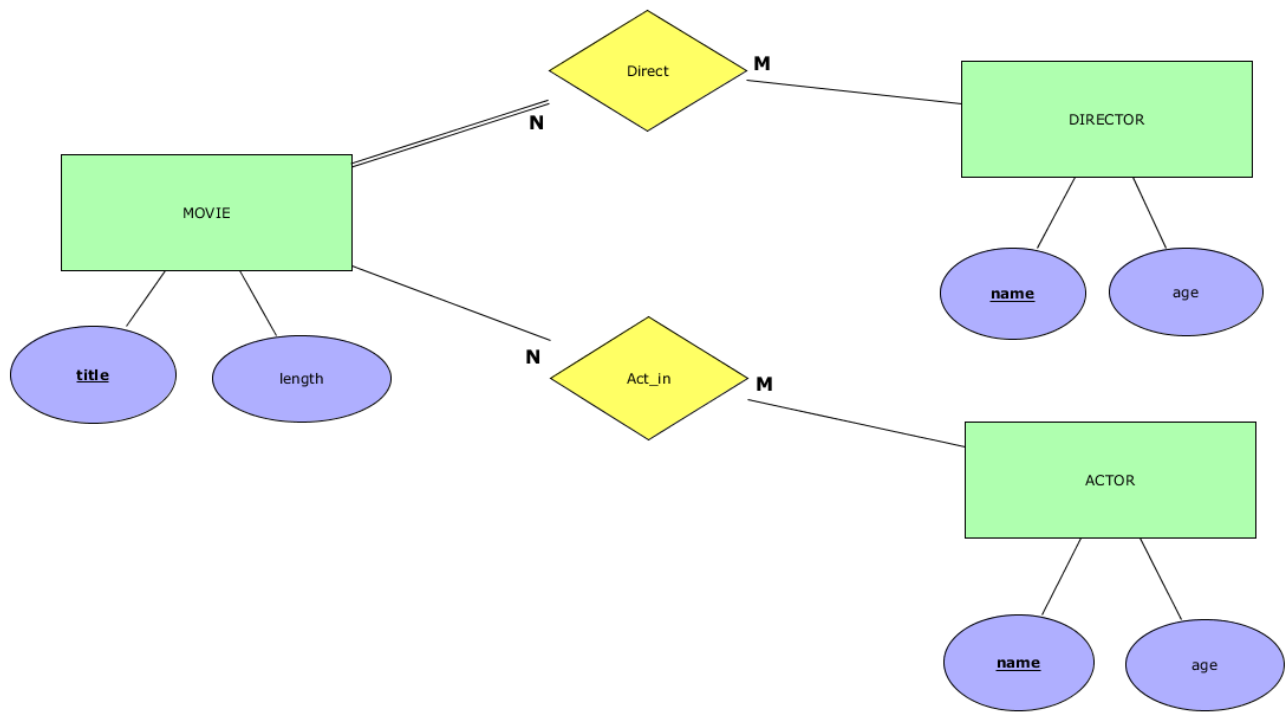 Direct
M
N
DIRECTOR
MOVIE
name
age
title
length
N
Act_in
M
ACTOR
name
age